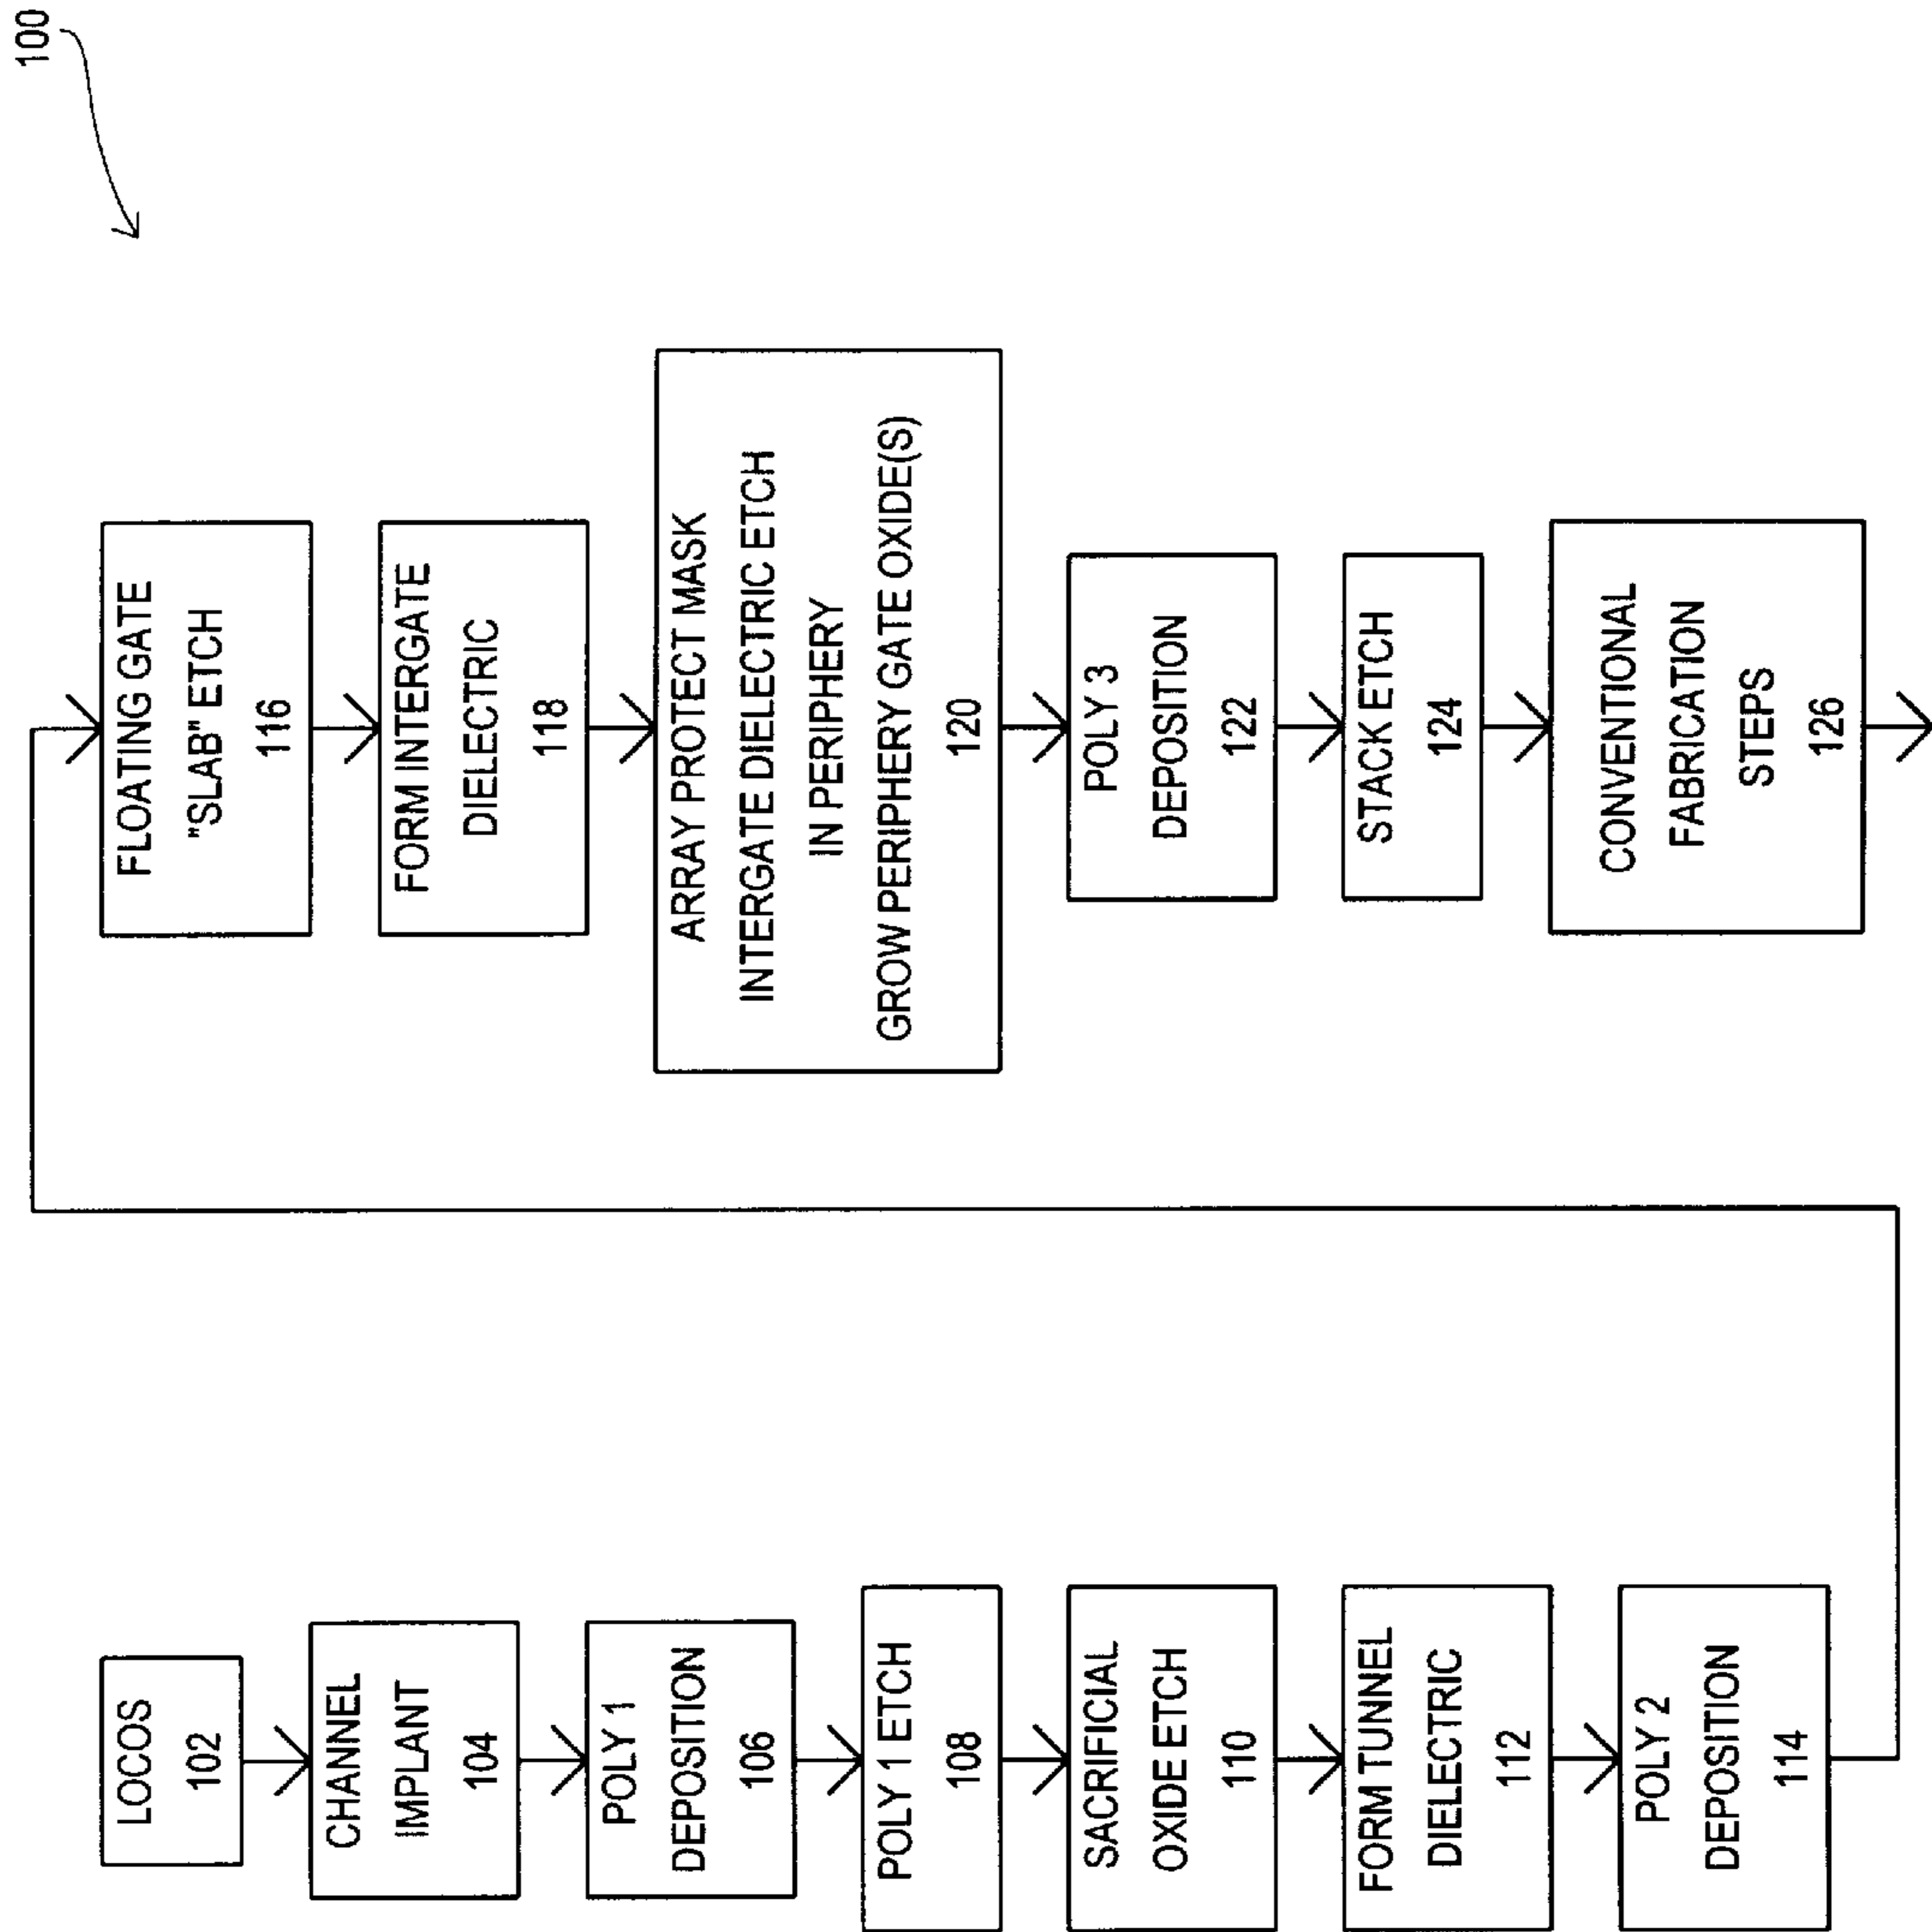 100
LOCOS
102
CHANNEL
IMPLANT
104
POLY 1
DEPOSITION
106
POLY 1 ETCH
108
SACRIFICIAL
OXIDE ETCH
110
FORM TUNNEL
DIELECTRIC
112
POLY 2
DEPOSITION
114
FLOATING GATE
"SLAB" ETCH
116
FORM INTERGATE
DIELECTRIC
118
ARRAY PROTECT MASK
INTERGATE DIELECTRIC ETCH
IN PERIPHERY
GROW PERIPHERY GATE OXIDE(S)
120
POLY 3
DEPOSITION
122
STACK ETCH
124
CONVENTIONAL
FABRICATION
STEPS
126